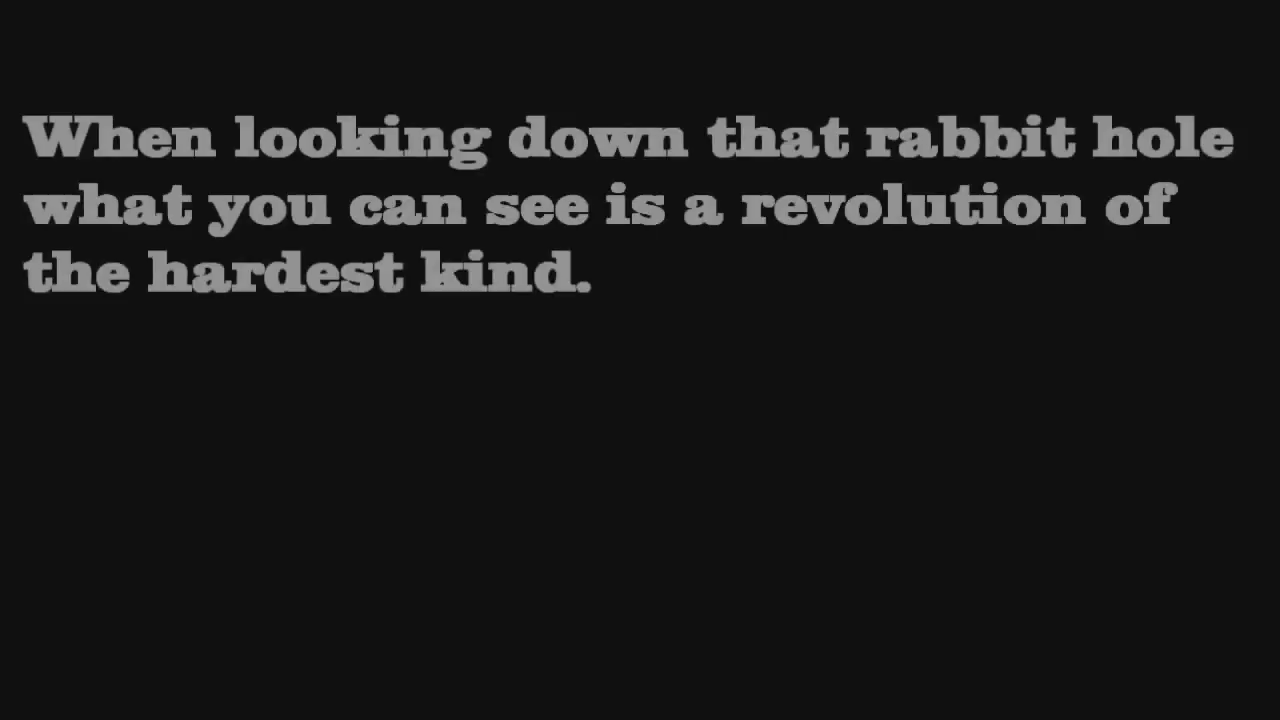 When looking down that rabbit hole
what you can see is a revolution of
the hardest kind.